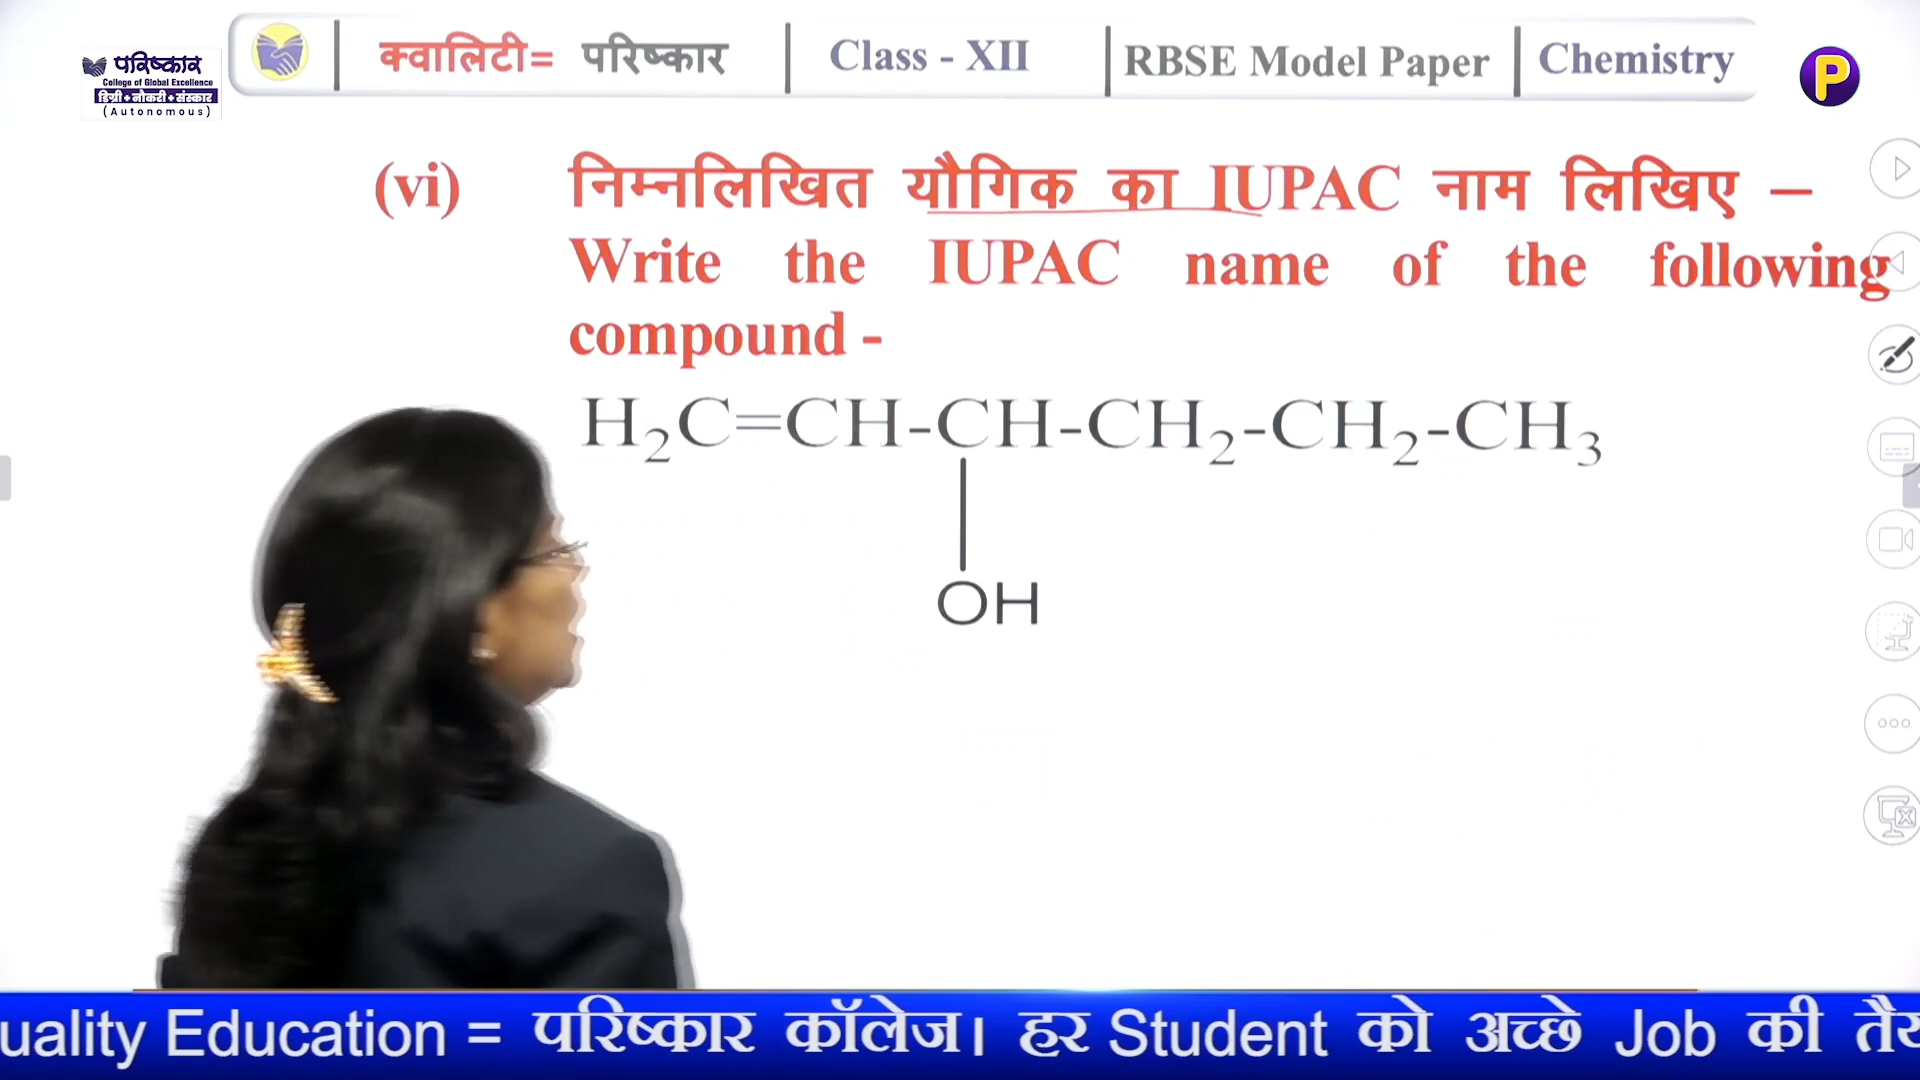 परिष्कार
College of Global Excellence
डिग्री + नौकरी + संस्कार
(Autonomous)
क्वालिटी= परिष्कार | Class - XII | RBSE Model Paper | Chemistry
P
(vi) निम्नलिखित यौगिक का IUPAC नाम लिखिए –
Write the IUPAC name of the following
compound -
H₂C=CH-CH-CH₂-CH₂-CH₃
OH
uality Education = परिष्कार कॉलेज। हर Student को अच्छे Job की तैय